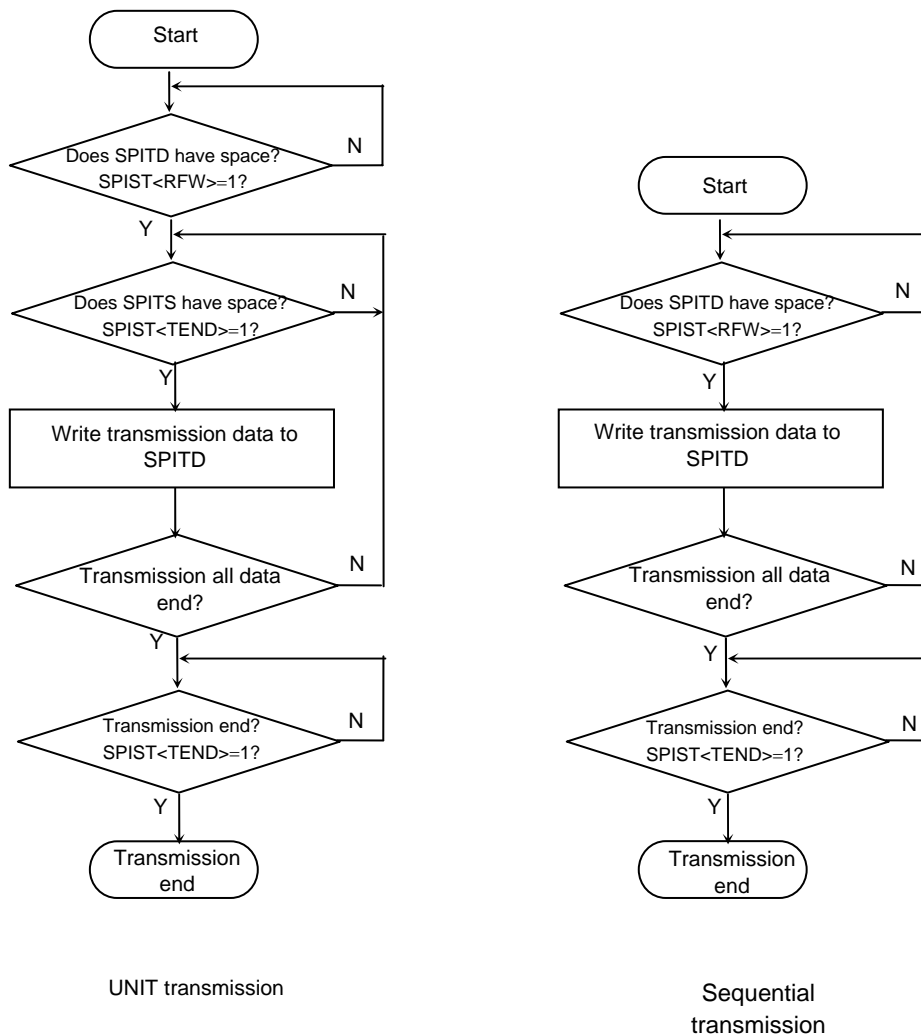 Start
Does SPITD have space?
SPIST<RFW>=1?
N
Y
Does SPITS have space?
SPIST<TEND>=1?
N
Y
Write transmission data to
SPITD
Transmission all data
end?
N
Y
Transmission end?
SPIST<TEND>=1?
N
Y
Transmission
end
UNIT transmission
Start
Does SPITD have space?
SPIST<RFW>=1?
N
Y
Write transmission data to
SPITD
Transmission all data
end?
N
Y
Transmission end?
SPIST<TEND>=1?
N
Y
Transmission
end
Sequential
transmission